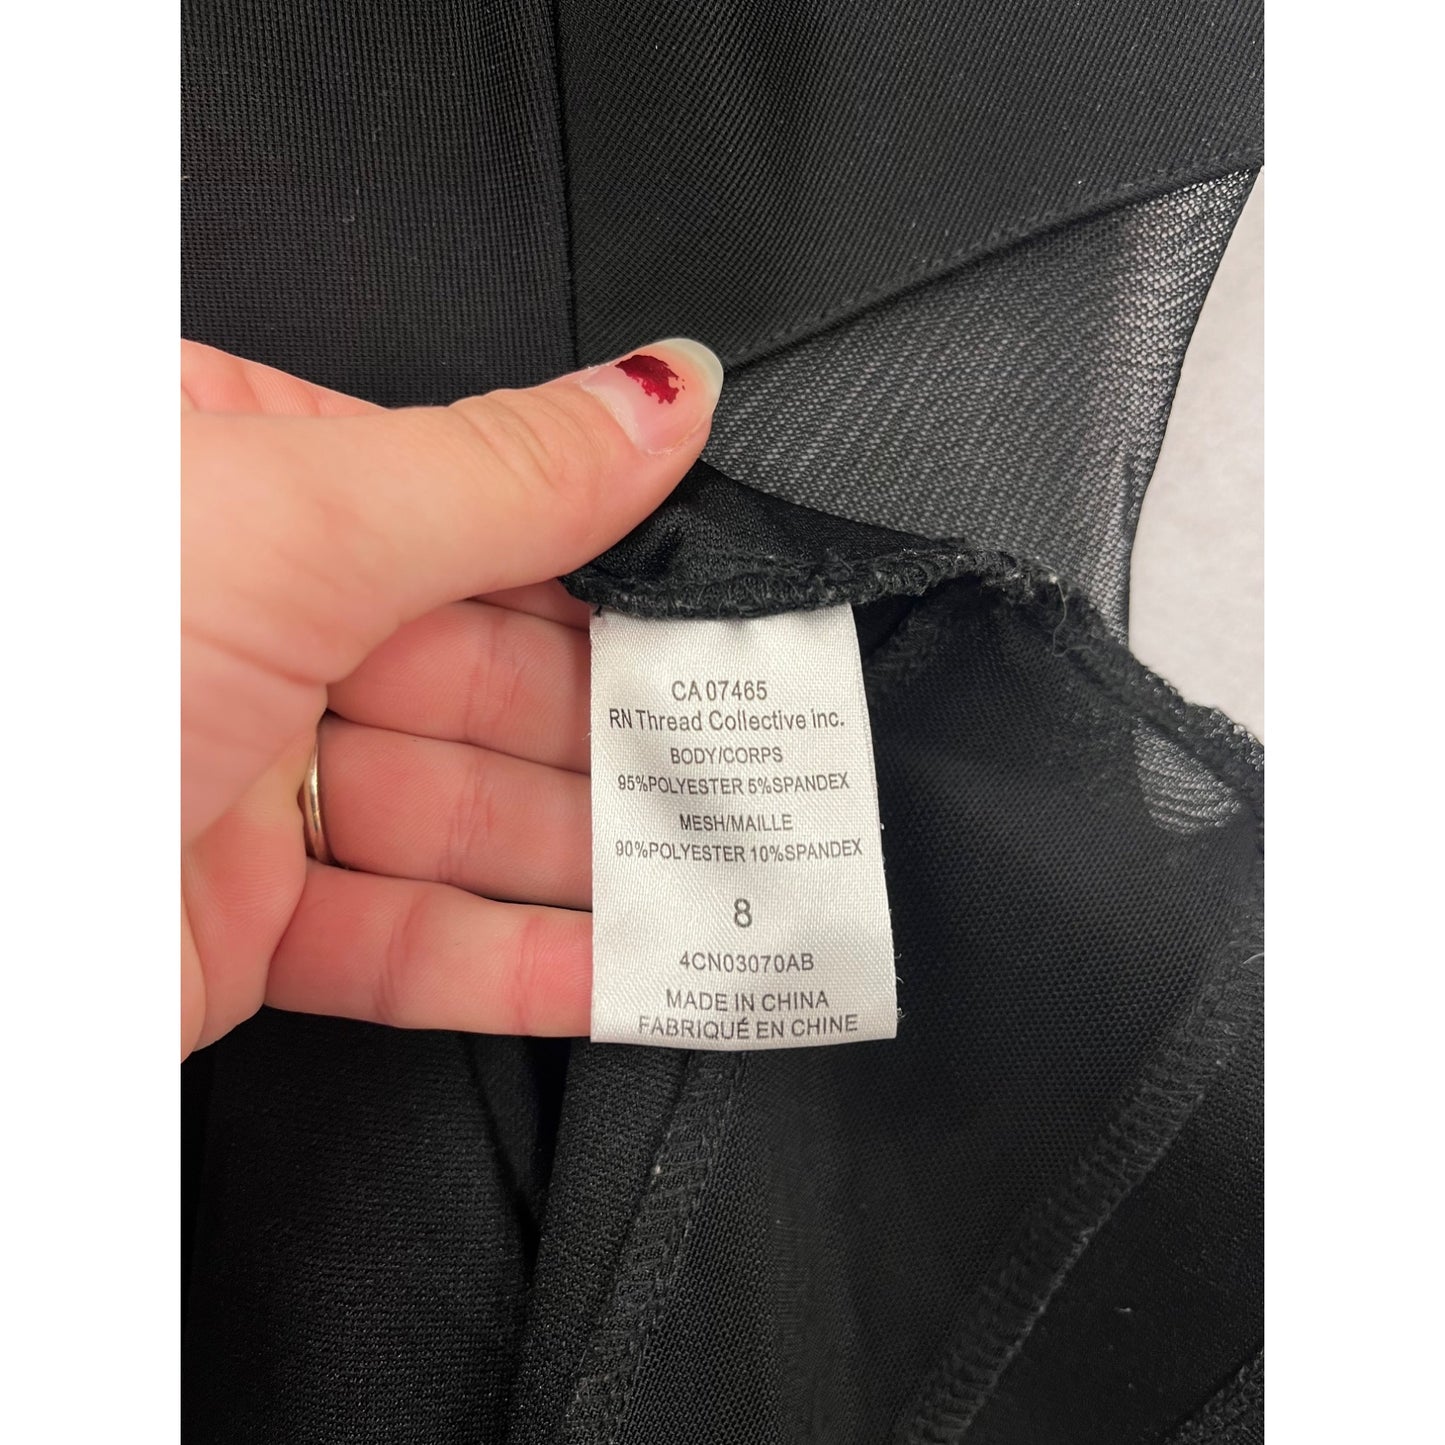 CA 07465
RN Thread Collective inc.
BODY/CORPS
95%POLYESTER 5%SPANDEX
MESH/MAILLE
90%POLYESTER 10%SPANDEX
8
4CN03070AB
MADE IN CHINA
FABRIQUÉ EN CHINE